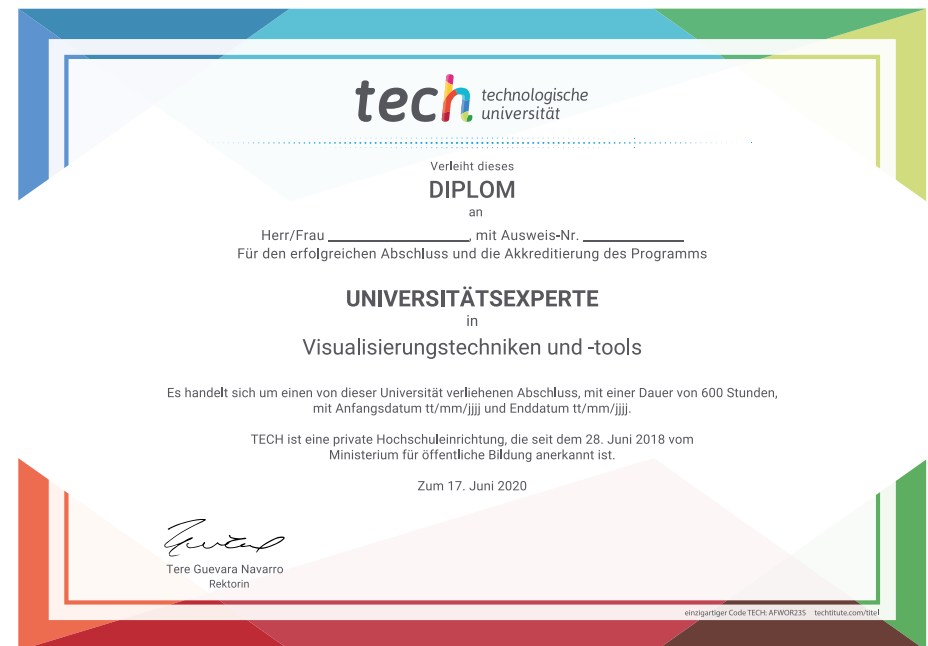 tech technologische
universität
Verleiht dieses
DIPLOM
an
Herr/Frau , mit Ausweis-Nr.
Für den erfolgreichen Abschluss und die Akkreditierung des Programms
UNIVERSITÄTSEXPERTE
in
Visualisierungstechniken und -tools
Es handelt sich um einen von dieser Universität verliehenen Abschluss, mit einer Dauer von 600 Stunden,
mit Anfangsdatum tt/mm/jjjj und Enddatum tt/mm/jjjj.
TECH ist eine private Hochschuleinrichtung, die seit dem 28. Juni 2018 vom
Ministerium für öffentliche Bildung anerkannt ist.
Zum 17. Juni 2020
Tere Guevara Navarro
Rektorin
einzigartiger Code TECH: AFWOR23S techtitute.com/titel